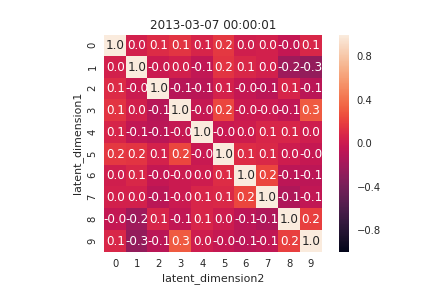 2013-03-07 00:00:01
0 1.0 0.0 0.1 0.1 0.1 0.2 0.0 0.0 -0.0 0.1
1 0.0 1.0 -0.0 0.0 -0.1 0.2 0.1 0.0 -0.2 -0.3
2 0.1 -0.0 1.0 -0.1 -0.1 0.1 -0.0 -0.0 0.1 -0.1
3 0.1 0.0 -0.1 1.0 -0.0 0.2 -0.0 -0.0 -0.1 0.3
4 0.1 -0.1 -0.1 -0.0 1.0 -0.0 0.0 0.1 0.1 0.0
5 0.2 0.2 0.1 0.2 -0.0 1.0 0.1 0.1 0.0 -0.0
6 0.0 0.1 -0.0 -0.0 0.0 0.1 1.0 0.2 -0.1 -0.1
7 0.0 0.0 -0.0 -0.0 0.1 0.1 0.2 1.0 -0.1 -0.1
8 -0.0 -0.2 0.1 -0.1 0.1 0.0 -0.1 -0.1 1.0 0.2
9 0.1 -0.3 -0.1 0.3 0.0 -0.0 -0.1 -0.1 0.2 1.0
0 1 2 3 4 5 6 7 8 9
latent_dimension2
latent_dimension1
0.8
0.4
0.0
-0.4
-0.8